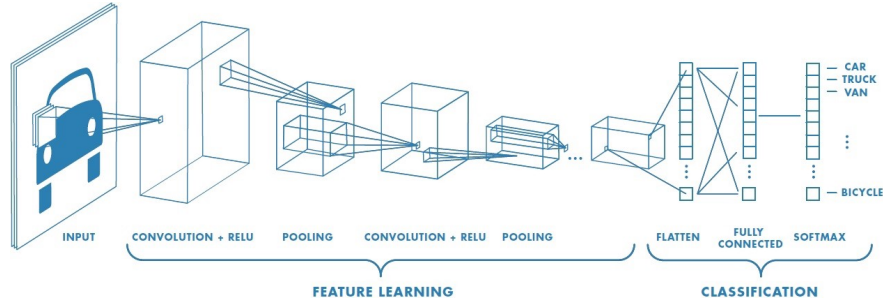 CAR
TRUCK
VAN
BICYCLE
INPUT
CONVOLUTION + RELU
POOLING
CONVOLUTION + RELU
POOLING
FLATTEN
FULLY
CONNECTED
SOFTMAX
FEATURE LEARNING
CLASSIFICATION